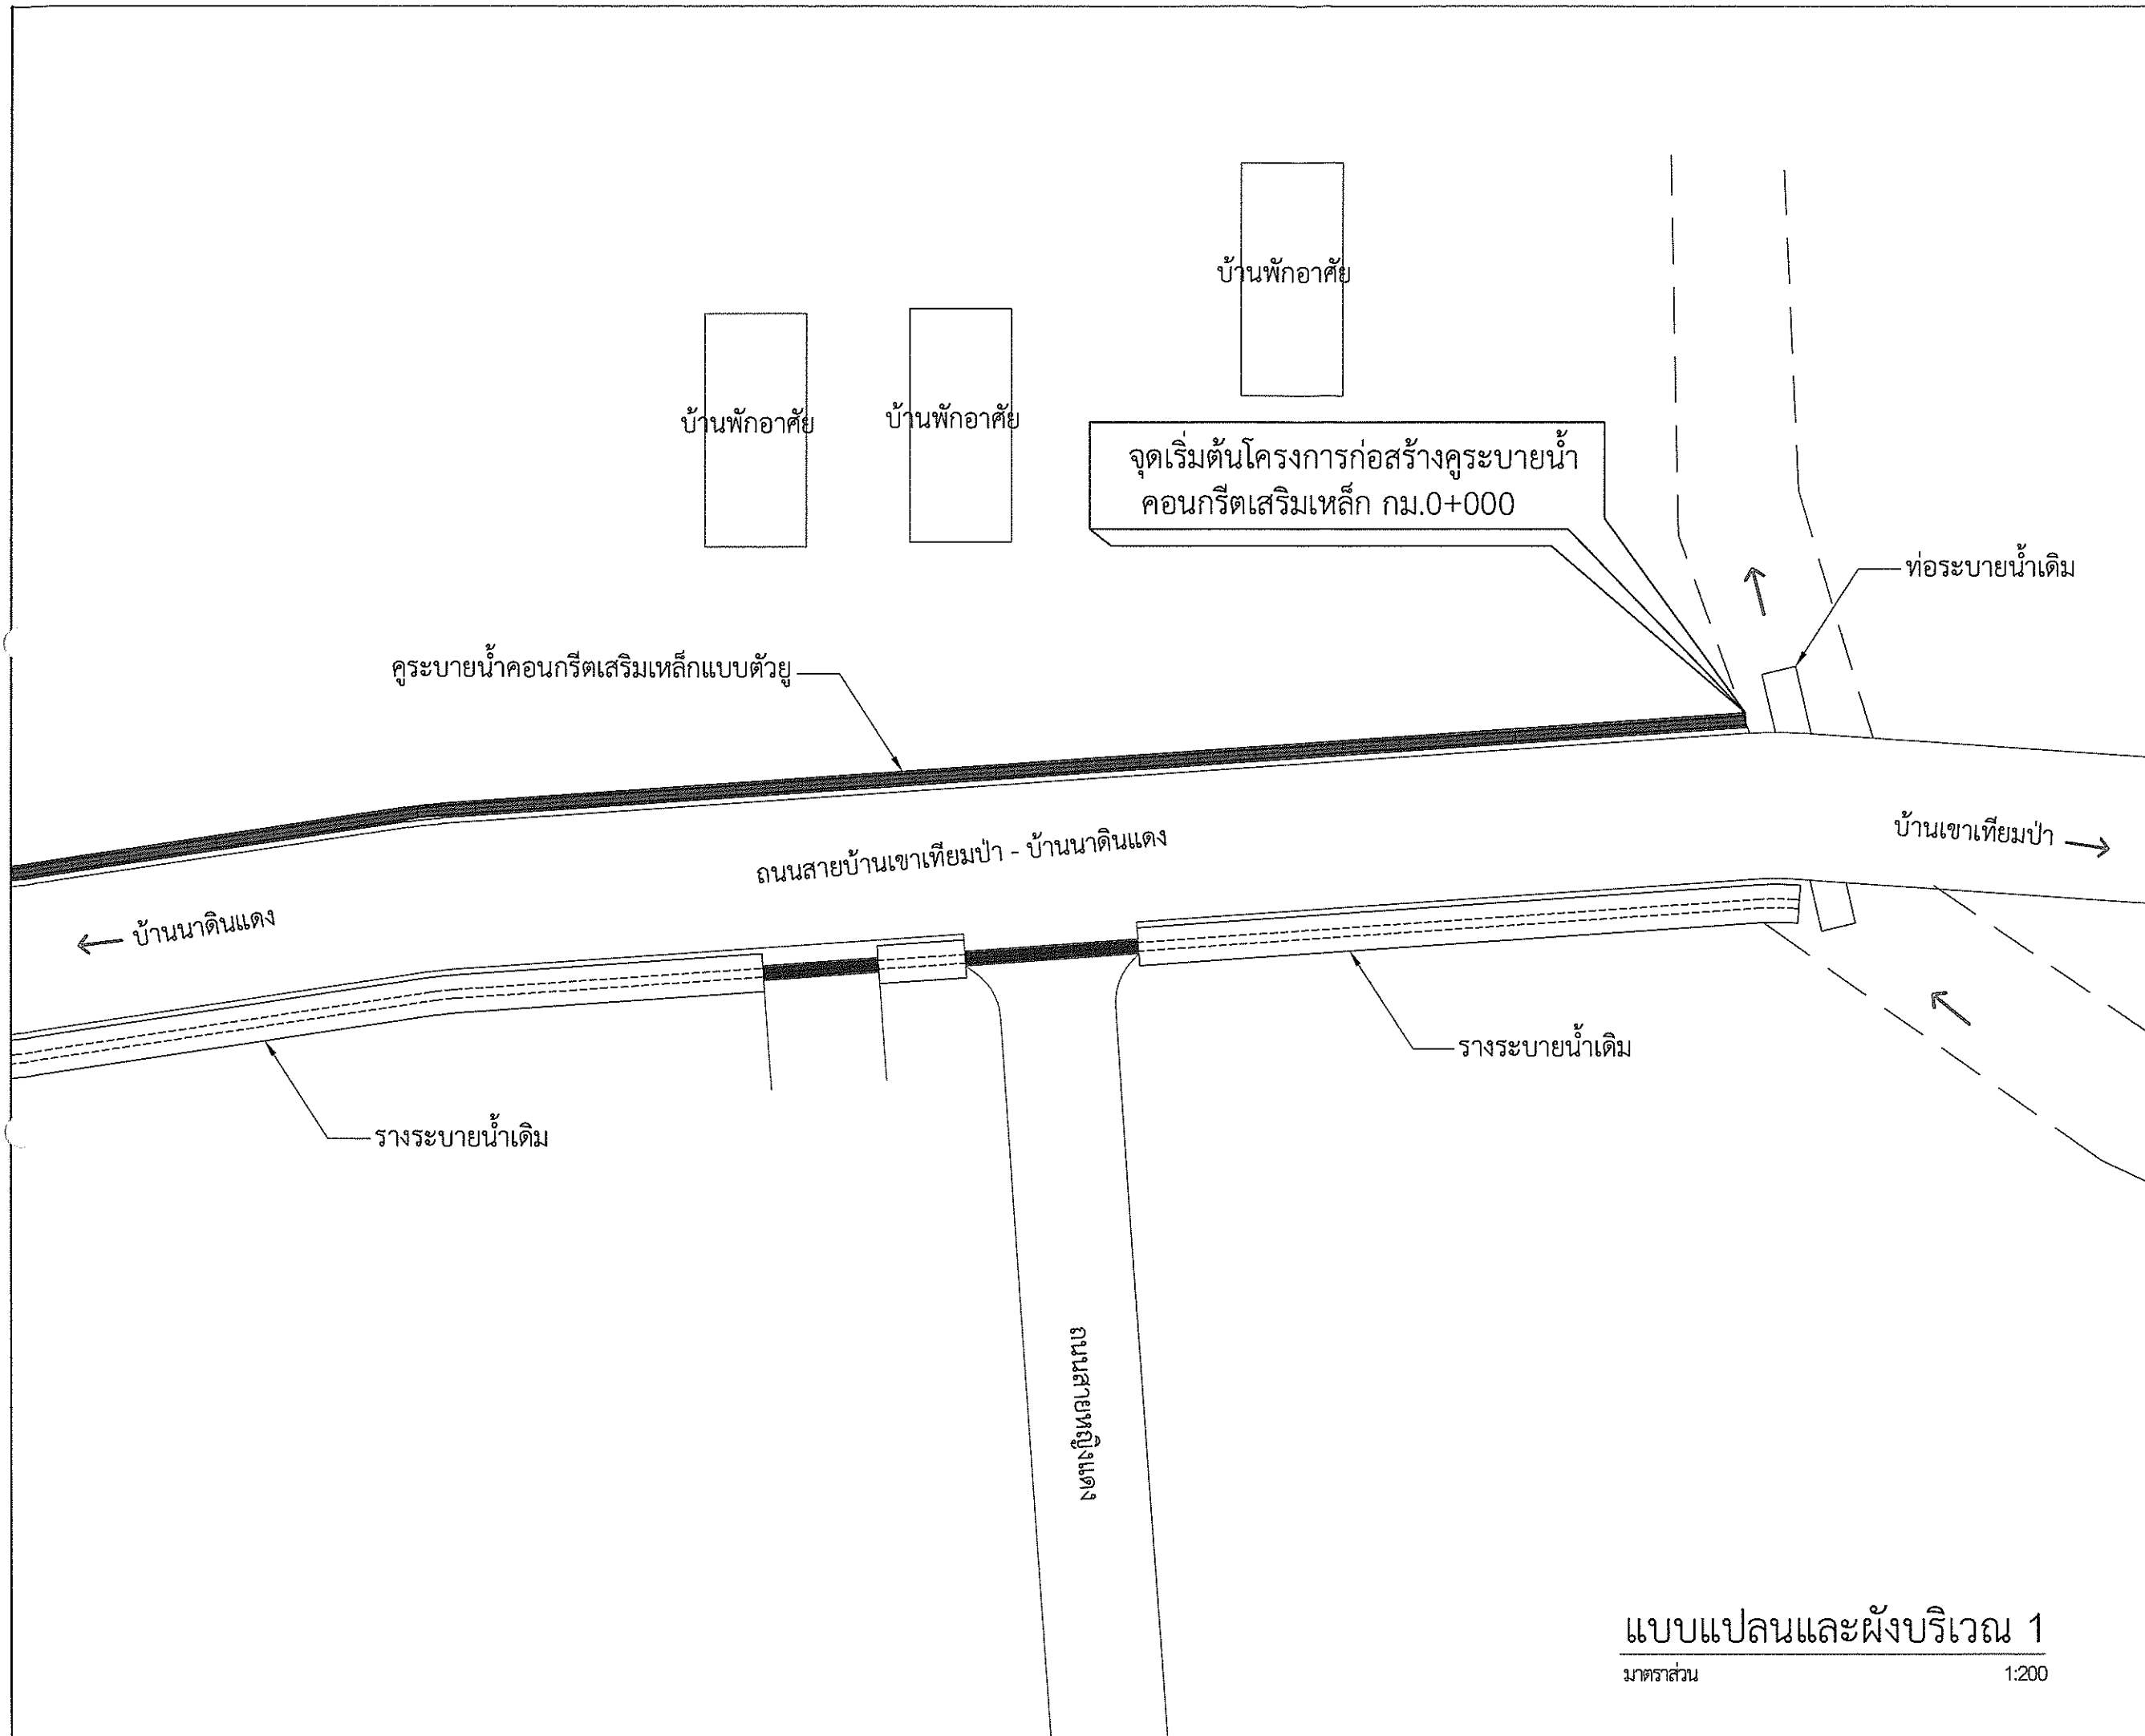 บ้านพักอาศัย
บ้านพักอาศัย
บ้านพักอาศัย
จุดเริ่มต้นโครงการก่อสร้างคูระบายน้ำ
คอนกรีตเสริมเหล็ก กม.0+000
ท่อระบายน้ำเดิม
คูระบายน้ำคอนกรีตเสริมเหล็กแบบตัวยู
บ้านเขาเทียมป่า
ถนนสายบ้านเขาเทียมป่า - บ้านนาดินแดง
บ้านนาดินแดง
รางระบายน้ำเดิม
รางระบายน้ำเดิม
ถนนสายหญิงแดง
แบบแปลนและผังบริเวณ 1
มาตราส่วน 1:200